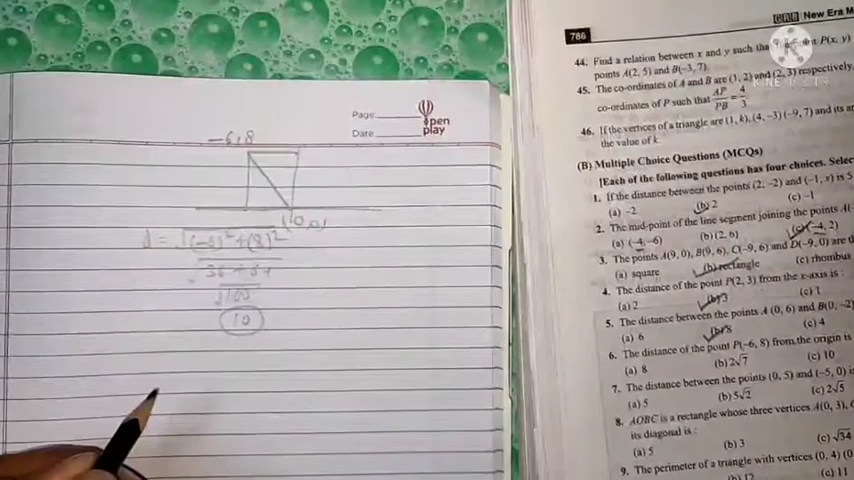 Page
Date
open
play
-6,8
(0,0)
d = √(-6)²+(8)²
√36+64
√100
10
786
CBD New Era M
44. Find a relation between x and y such that the point P(x, y)
points A(2, 5) and B(-3, 7).
45. The co-ordinates of A and B are (1, 2) and (2, 3) respectively.
co-ordinates of P such that AP/PB = 4/3
46. If the vertices of a triangle are (1, k), (4, -3) (-9, 7) and its
the value of k.
(B) Multiple Choice Questions (MCQs)
[Each of the following questions has four choices. Select
1. If the distance between the points (2, -2) and (-1, x) is 5
(a) -2 (b) 2 (c) -1
2. The mid-point of the line segment joining the points A(-
(a) (-4, -6) (b) (2, 6) (c) (-4, 2)
3. The points A(9, 0), B(9, 6), C(-9, 6) and D(-9, 0) are the
(a) square (b) rectangle (c) rhombus
4. The distance of the point P(2, 3) from the x-axis is :
(a) 2 (b) 3 (c) 1
5. The distance between the points A (0, 6) and B(0, -2)
(a) 6 (b) 8 (c) 4
6. The distance of the point P(-6, 8) from the origin is
(a) 8 (b) 2√7 (c) 10
7. The distance between the points (0, 5) and (-5, 0) is
(a) 5 (b) 5√2 (c) 2√5
8. AOBC is a rectangle whose three vertices A(0, 3),
its diagonal is :
(a) 5 (b) 3 (c) √34
9. The perimeter of a triangle with vertices (0, 4) (0
(b) 12 (c) 11